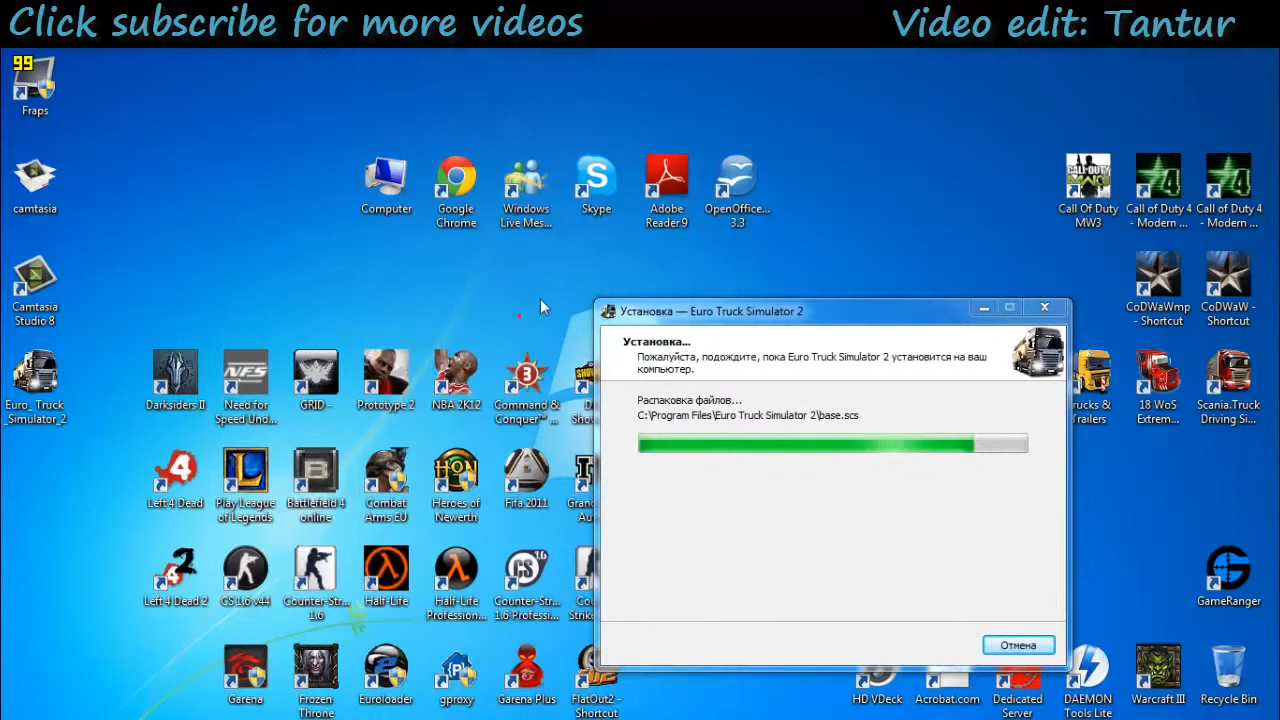 Click subscribe for more videos
Video edit: Tantur
99
Fraps
camtasia
Computer
Google
Chrome
Windows
Live Mes...
Skype
Adobe
Reader 9
OpenOffice...
3.3
Call Of Duty
MW3
Call of Duty 4
- Modern ...
Call of Duty 4
- Modern ...
Camtasia
Studio 8
CoDWaWmp
- Shortcut
CoDWaW -
Shortcut
Установка — Euro Truck Simulator 2
Установка...
Пожалуйста, подождите, пока Euro Truck Simulator 2 установится на ваш
компьютер.
Распаковка файлов...
C:\Program Files\Euro Truck Simulator 2\base.scs
Отмена
Euro_ Truck
_Simulator_2
Darksiders II
Need for
Speed Und...
GRID -
Prototype 2
NBA 2K12
Command &
Conquer™ ...
Trailers
18 WoS
Extrem...
Scania.Truck
Driving Si...
Left 4 Dead
Play League
of Legends
Battlefield 4
online
Combat
Arms EU
Heroes of
Newerth
Fifa 2011
Left 4 Dead 2
CS 1.6 v44
Counter-Str...
1.6
Half-Life
Half-Life
Profession...
Counter-Str...
1.6 Professi...
GameRanger
Garena
Frozen
Throne
Euroloader
gproxy
Garena Plus
FlatOut2 -
Shortcut
HD VDeck
Acrobat.com
Dedicated
Server
DAEMON
Tools Lite
Warcraft III
Recycle Bin